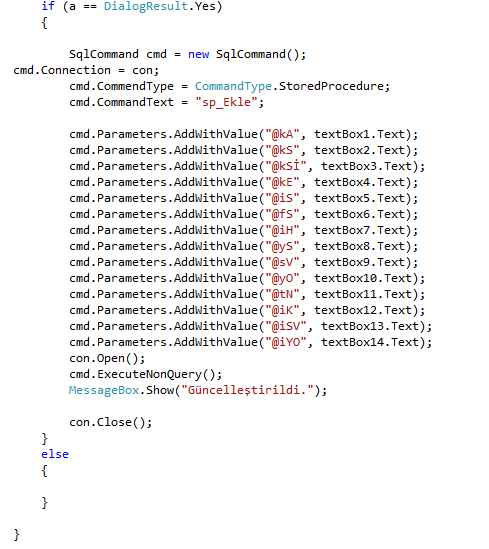 if (a == DialogResult.Yes)
{
SqlCommand cmd = new SqlCommand();
cmd.Connection = con;
cmd.CommendType = CommandType.StoredProcedure;
cmd.CommandText = "sp_Ekle";
cmd.Parameters.AddWithValue("@kA", textBox1.Text);
cmd.Parameters.AddWithValue("@kS", textBox2.Text);
cmd.Parameters.AddWithValue("@kSİ", textBox3.Text);
cmd.Parameters.AddWithValue("@kE", textBox4.Text);
cmd.Parameters.AddWithValue("@iS", textBox5.Text);
cmd.Parameters.AddWithValue("@fS", textBox6.Text);
cmd.Parameters.AddWithValue("@iH", textBox7.Text);
cmd.Parameters.AddWithValue("@yS", textBox8.Text);
cmd.Parameters.AddWithValue("@sV", textBox9.Text);
cmd.Parameters.AddWithValue("@yO", textBox10.Text);
cmd.Parameters.AddWithValue("@tN", textBox11.Text);
cmd.Parameters.AddWithValue("@iK", textBox12.Text);
cmd.Parameters.AddWithValue("@iSV", textBox13.Text);
cmd.Parameters.AddWithValue("@iYO", textBox14.Text);
con.Open();
cmd.ExecuteNonQuery();
MessageBox.Show("Güncelleştirildi.");
con.Close();
}
else
{
}
}